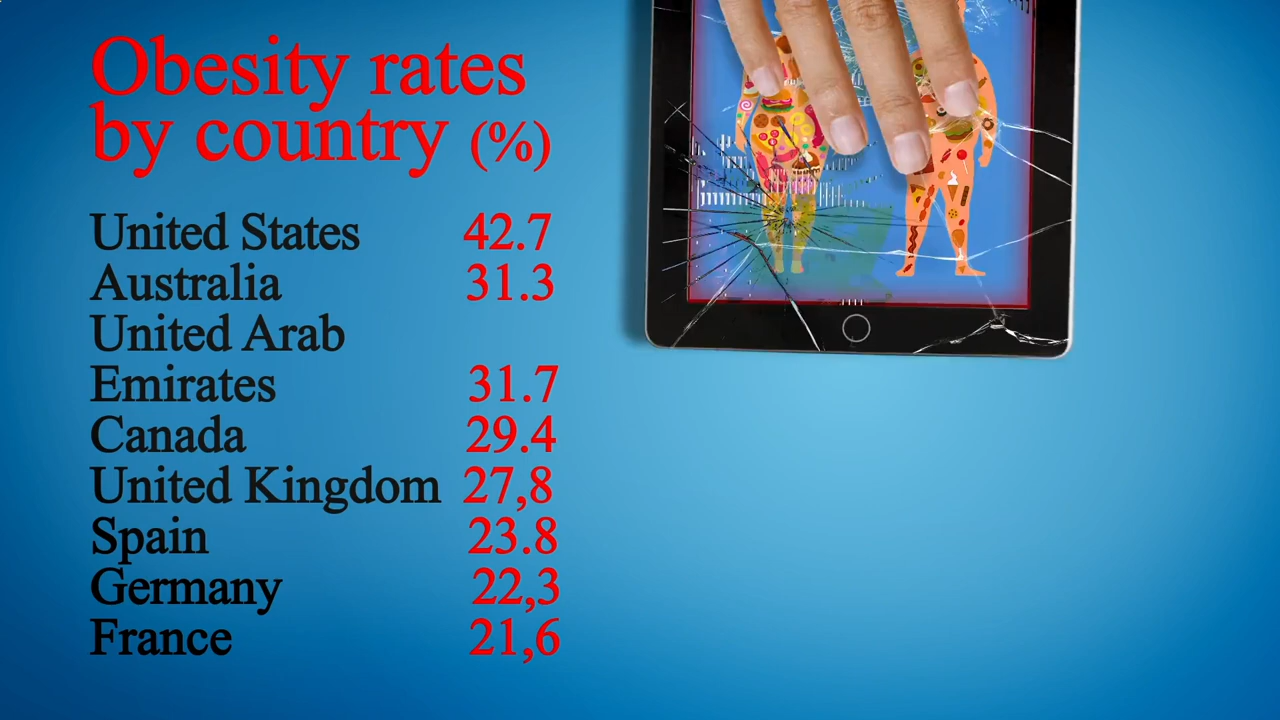 Obesity rates
by country (%)
United States 42.7
Australia 31.3
United Arab
Emirates 31.7
Canada 29.4
United Kingdom 27,8
Spain 23.8
Germany 22,3
France 21,6